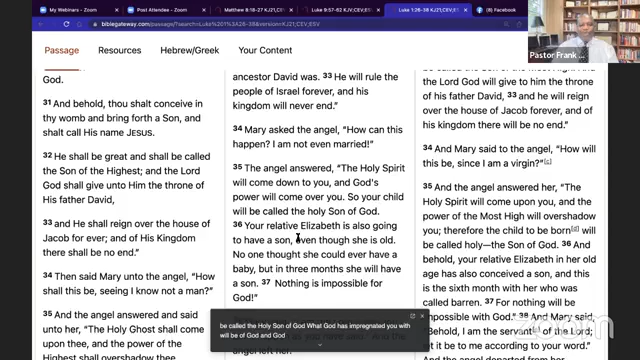 My Webinars - Zoom
Post Attendee - Zoom
Matthew 8:18-27 KJ21;CEV;E
Luke 9:57-62 KJV;CEV;ESV
Luke 1:26-38 KJ21;CEV;ESV
(8) Facebook
biblegateway.com/passage/?search=Luke%201%3A26-38&version=KJ21,CEV,ESV
Pastor Frank
Passage
Resources
Hebrew/Greek
Your Content
God.
31 And behold, thou shalt conceive in
thy womb and bring forth a Son, and
shalt call His name JESUS.
32 He shall be great and shall be called
the Son of the Highest; and the Lord
God shall give unto Him the throne of
His father David,
33 and He shall reign over the house of
Jacob for ever; and of His Kingdom
there shall be no end.”
34 Then said Mary unto the angel, “How
shall this be, seeing I know not a man?”
35 And the angel answered and said
unto her, “The Holy Ghost shall come
upon thee, and the power of the
Highest shall overshadow thee
ancestor David was. 33 He will rule the
people of Israel forever, and his
kingdom will never end.”
34 Mary asked the angel, “How can this
happen? I am not even married!”
35 The angel answered, “The Holy Spirit
will come down to you, and God's
power will come over you. So your child
will be called the holy Son of God.
36 Your relative Elizabeth is also going
to have a son, even though she is old.
No one thought she could ever have a
baby, but in three months she will have
a son. 37 Nothing is impossible for
God!”
be called the Holy Son of God What God has impregnated you with
will be of God and God
the angel left her.
the Lord God will give to him the throne
of his father David, 33 and he will reign
over the house of Jacob forever, and of
his kingdom there will be no end.”
34 And Mary said to the angel, “How will
this be, since I am a virgin?”[c]
35 And the angel answered her, “The
Holy Spirit will come upon you, and
the power of the Most High will overshadow
you; therefore the child to be born[d]
will be called holy—the Son of God. 36 And
behold, your relative Elizabeth in her old
age has also conceived a son, and this
is the sixth month with her who was
called barren. 37 For nothing will be
impossible with God.” 38 And Mary said,
“Behold, I am the servant of the Lord;
let it be to me according to your word.”
And the angel departed from her.
zoom